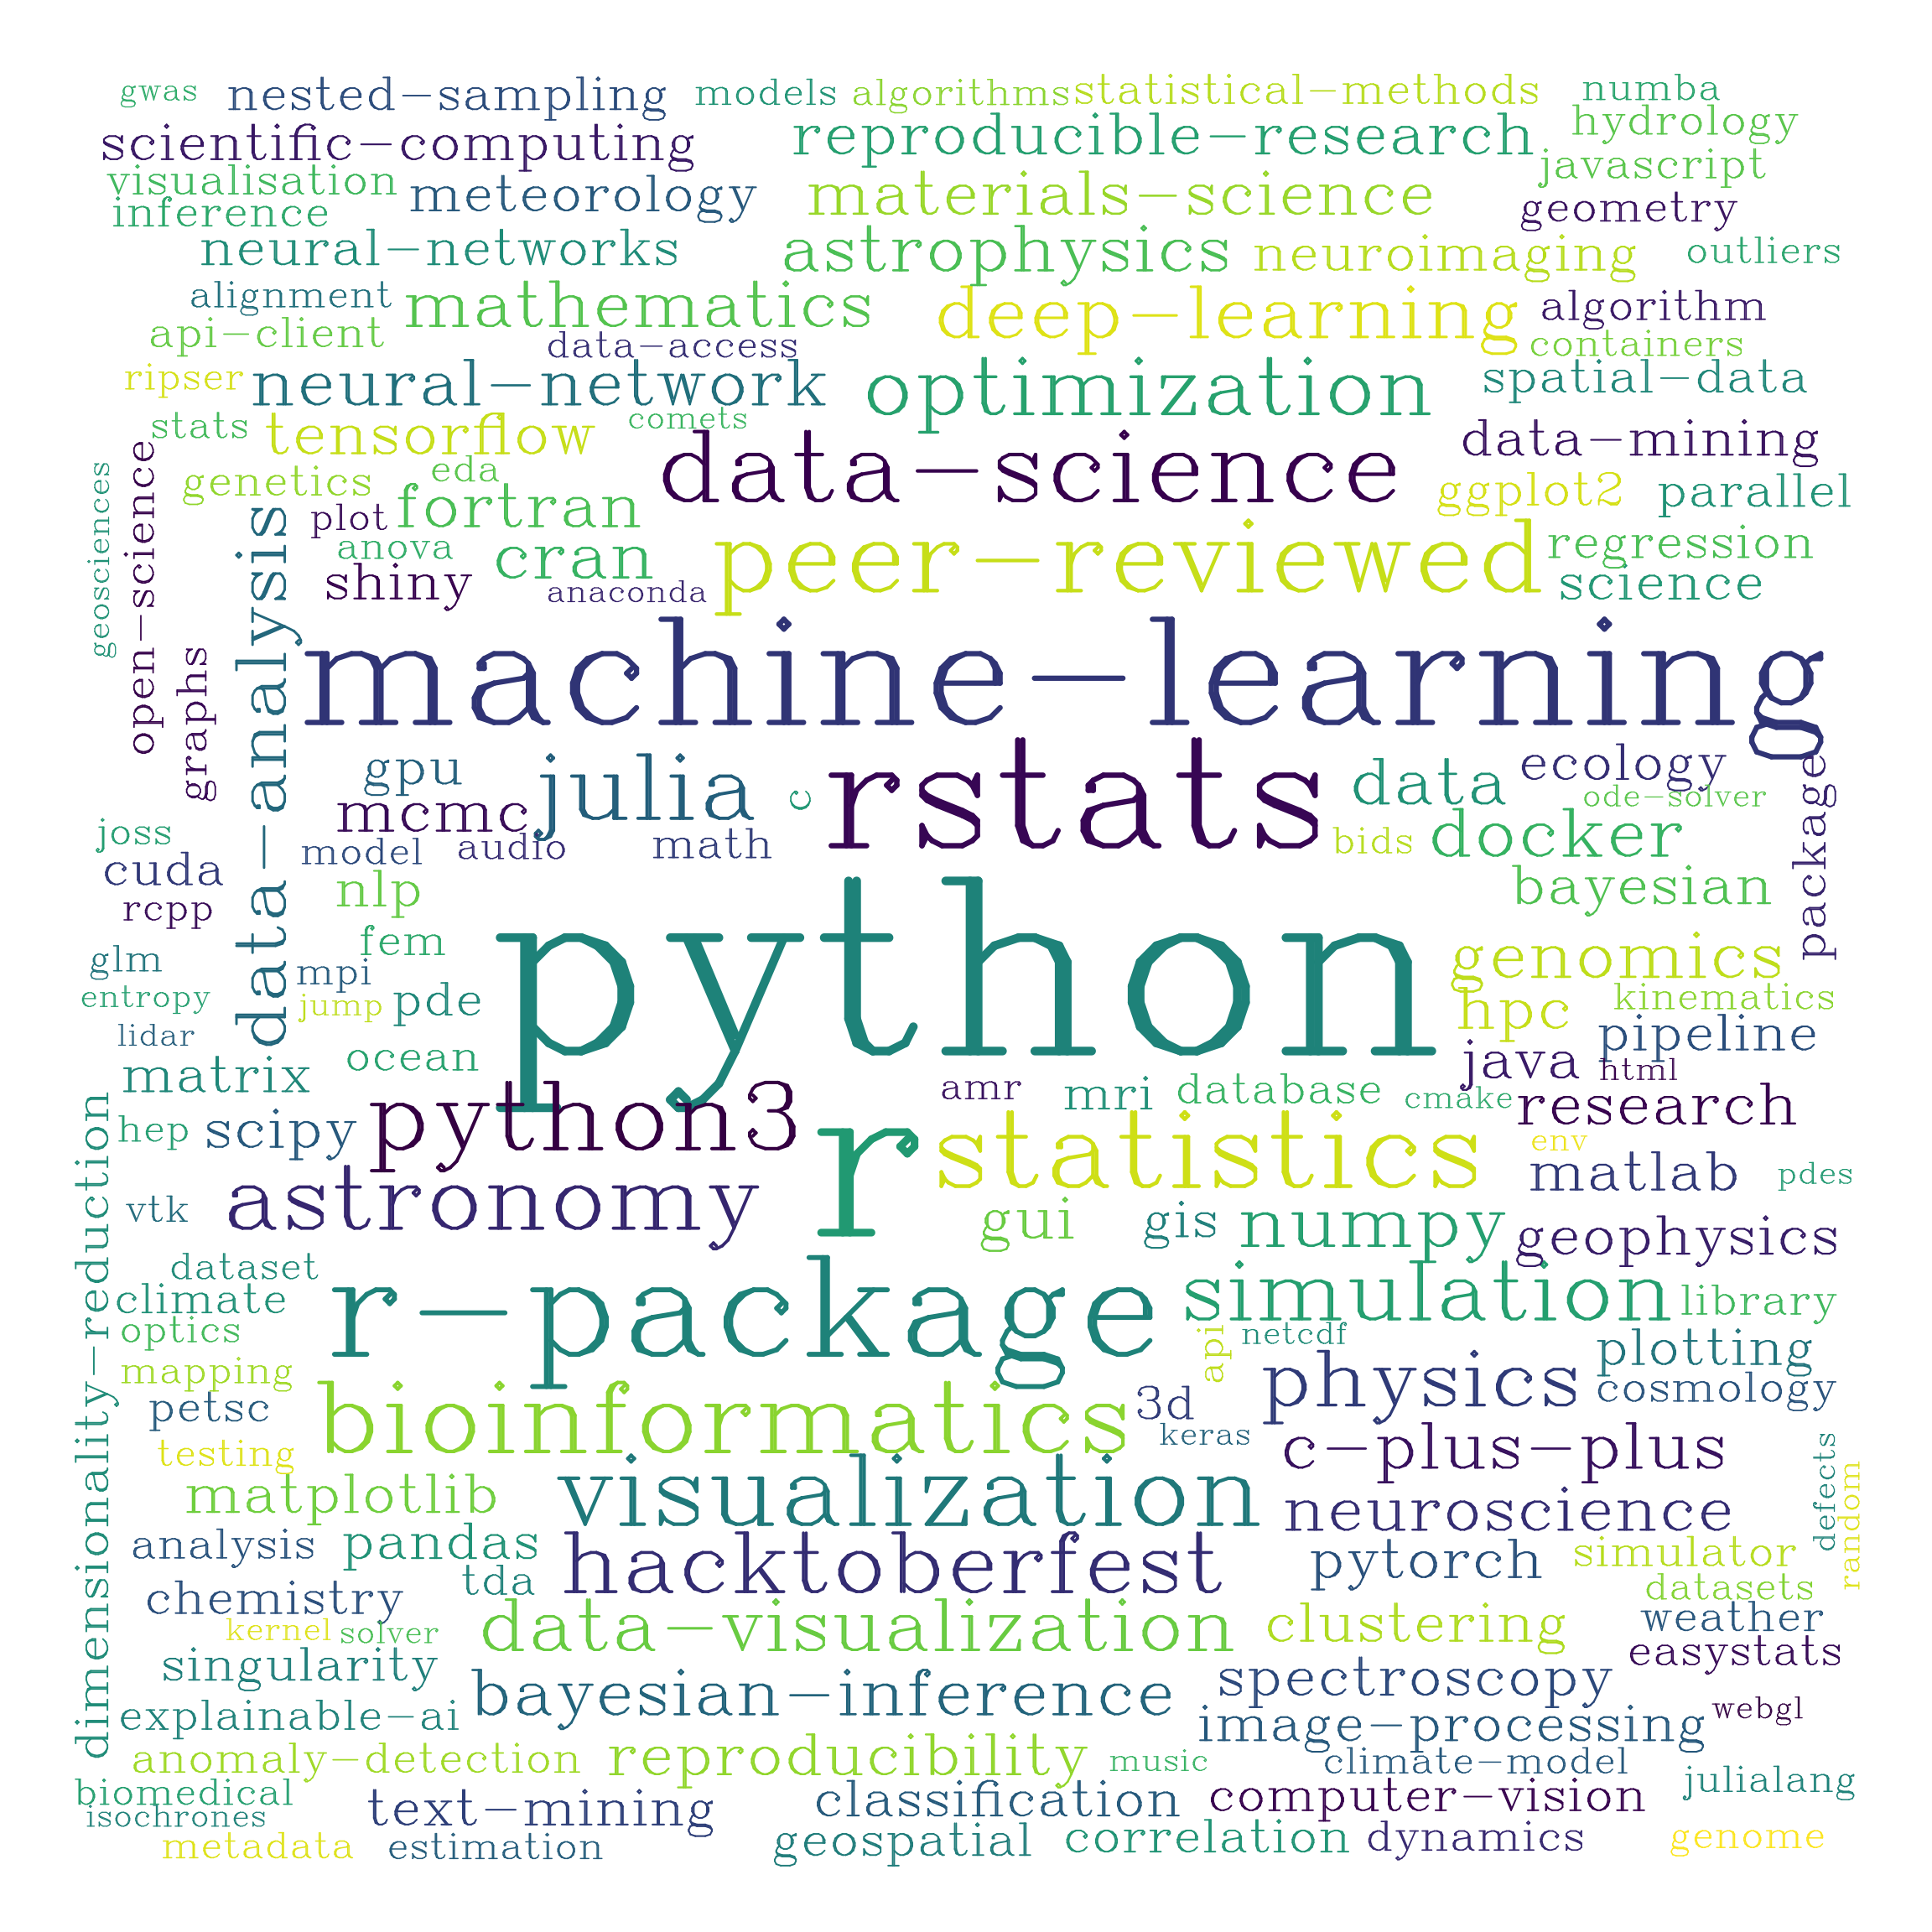 gwas nested-sampling models algorithms statistical-methods numba
scientific-computing reproducible-research hydrology
visualisation meteorology materials-science javascript
inference geometry
neural-networks astrophysics neuroimaging outliers
alignment mathematics deep-learning algorithm
api-client data-access containers
ripser neural-network optimization spatial-data
stats tensorflow comets data-science data-mining
genetics eda ggplot2 parallel
geosciences
open-science
data-analysis
plot fortran
anova cran peer-reviewed regression
shiny anaconda science
graphs
machine-learning
gpu julia c rstats data ecology
mcmc ode-solver
package
joss model audio math bids docker
cuda nlp bayesian
rcpp
python
fem genomics
glm mpi
entropy jump pde hpc kinematics
lidar pipeline
ocean java html
matrix amr mri database cmake research
dimensionality-reduction
hep scipy python3 r statistics env
astronomy matlab pdes
vtk gui gis numpy geophysics
dataset
climate r-package simulation library
optics api netcdf plotting
mapping physics cosmology
petsc bioinformatics 3d
testing keras c-plus-plus
defects
random
matplotlib visualization neuroscience
analysis pandas hacktoberfest pytorch simulator
chemistry tda datasets
kernel solver data-visualization clustering weather
singularity easystats
explainable-ai bayesian-inference spectroscopy webgl
image-processing
anomaly-detection reproducibility music climate-model
biomedical julialang
isochrones text-mining classification computer-vision
metadata estimation geospatial correlation dynamics genome